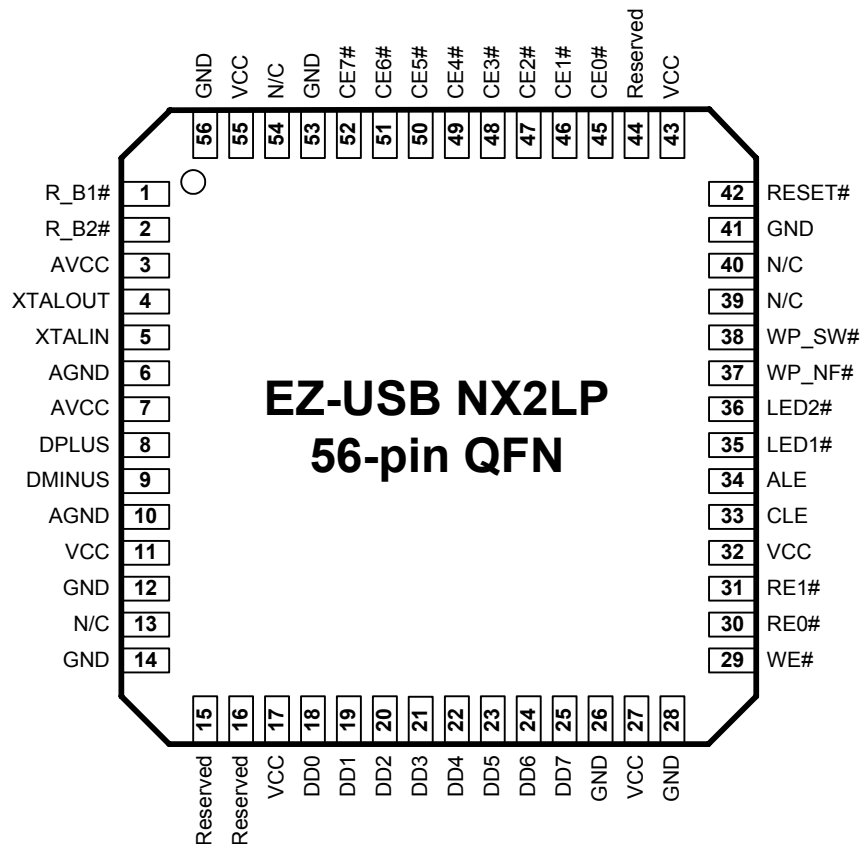 GND VCC N/C GND CE7# CE6# CE5# CE4# CE3# CE2# CE1# CE0# Reserved VCC
56 55 54 53 52 51 50 49 48 47 46 45 44 43
R_B1# 1
R_B2# 2
AVCC 3
XTALOUT 4
XTALIN 5
AGND 6
AVCC 7
DPLUS 8
DMINUS 9
AGND 10
VCC 11
GND 12
N/C 13
GND 14
EZ-USB NX2LP
56-pin QFN
42 RESET#
41 GND
40 N/C
39 N/C
38 WP_SW#
37 WP_NF#
36 LED2#
35 LED1#
34 ALE
33 CLE
32 VCC
31 RE1#
30 RE0#
29 WE#
15 16 17 18 19 20 21 22 23 24 25 26 27 28
Reserved Reserved VCC DD0 DD1 DD2 DD3 DD4 DD5 DD6 DD7 GND VCC GND